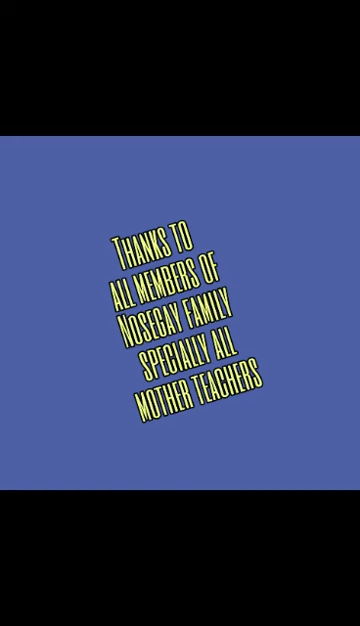 Thanks to
all members of
Nosegay family
specially all
mother teachers